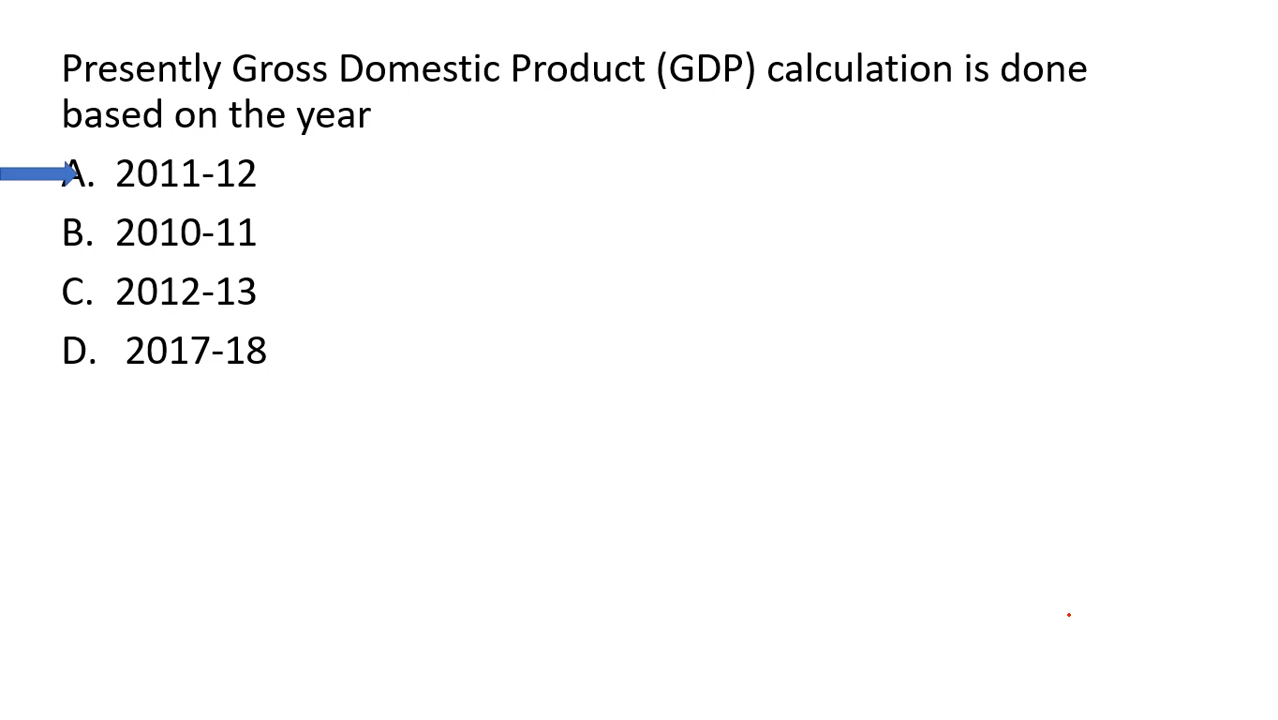 Presently Gross Domestic Product (GDP) calculation is done
based on the year
A. 2011-12
B. 2010-11
C. 2012-13
D. 2017-18